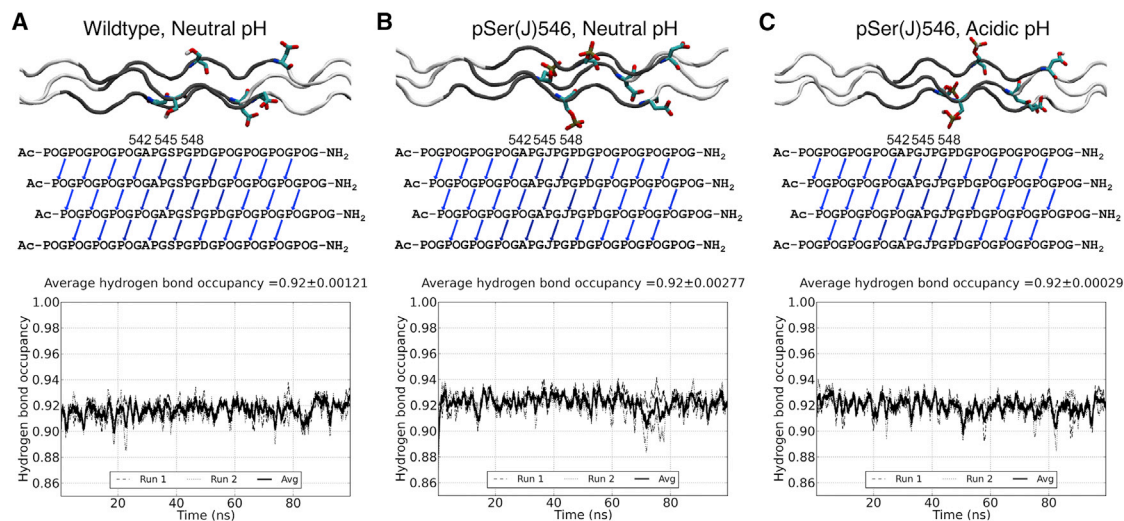 A Wildtype, Neutral pH
542 545 548
Ac-POGPOGPOGPOGAPGSPGPDGPOGPOGPOGPOG-NH2
Ac-POGPOGPOGPOGAPGSPGPDGPOGPOGPOGPOG-NH2
Ac-POGPOGPOGPOGAPGSPGPDGPOGPOGPOGPOG-NH2
Ac-POGPOGPOGPOGAPGSPGPDGPOGPOGPOGPOG-NH2
Average hydrogen bond occupancy =0.92±0.00121
Hydrogen bond occupancy
1.00
0.98
0.96
0.94
0.92
0.90
0.88
0.86
Run 1 Run 2 Avg
20 40 60 80
Time (ns)
B pSer(J)546, Neutral pH
542 545 548
Ac-POGPOGPOGPOGAPGJPGPDGPOGPOGPOGPOG-NH2
Ac-POGPOGPOGPOGAPGJPGPDGPOGPOGPOGPOG-NH2
Ac-POGPOGPOGPOGAPGJPGPDGPOGPOGPOGPOG-NH2
Ac-POGPOGPOGPOGAPGJPGPDGPOGPOGPOGPOG-NH2
Average hydrogen bond occupancy =0.92±0.00277
Hydrogen bond occupancy
1.00
0.98
0.96
0.94
0.92
0.90
0.88
0.86
Run 1 Run 2 Avg
20 40 60 80
Time (ns)
C pSer(J)546, Acidic pH
542 545 548
Ac-POGPOGPOGPOGAPGJPGPDGPOGPOGPOGPOG-NH2
Ac-POGPOGPOGPOGAPGJPGPDGPOGPOGPOGPOG-NH2
Ac-POGPOGPOGPOGAPGJPGPDGPOGPOGPOGPOG-NH2
Ac-POGPOGPOGPOGAPGJPGPDGPOGPOGPOGPOG-NH2
Average hydrogen bond occupancy =0.92±0.00029
Hydrogen bond occupancy
1.00
0.98
0.96
0.94
0.92
0.90
0.88
0.86
Run 1 Run 2 Avg
20 40 60 80
Time (ns)